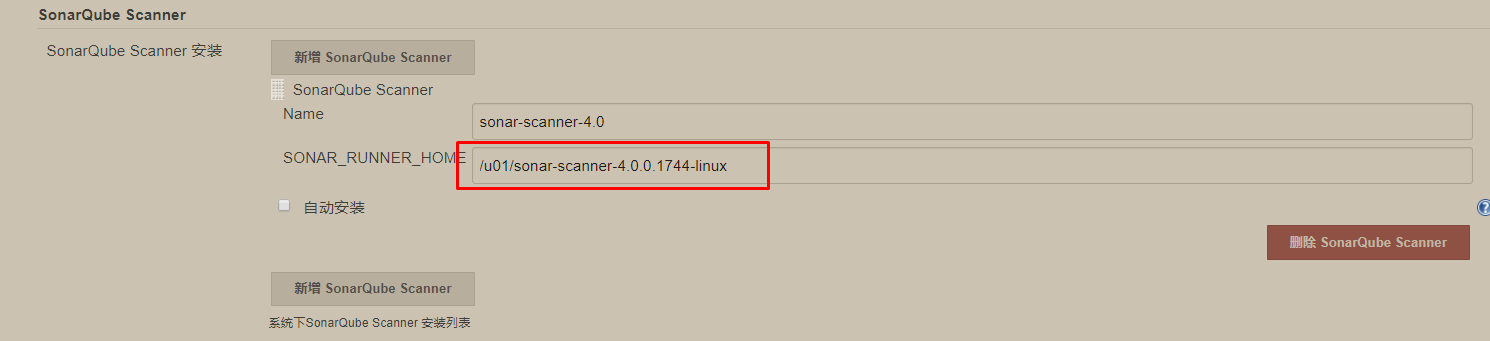 SonarQube Scanner
SonarQube Scanner 安装
新增 SonarQube Scanner
SonarQube Scanner
Name
sonar-scanner-4.0
SONAR_RUNNER_HOME
/u01/sonar-scanner-4.0.0.1744-linux
自动安装
?
删除 SonarQube Scanner
新增 SonarQube Scanner
系统下SonarQube Scanner 安装列表